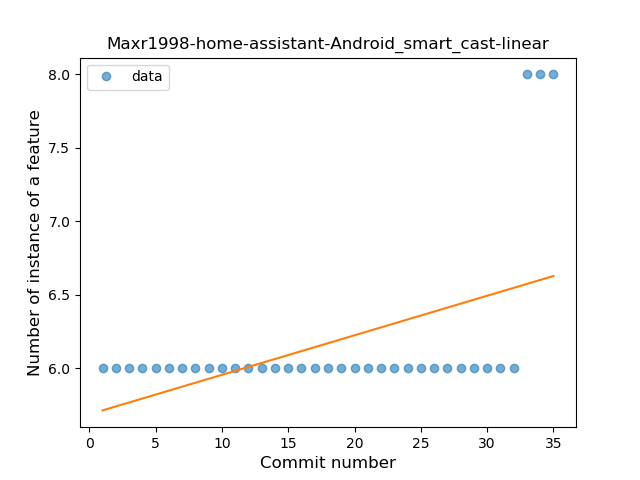 Maxr1998-home-assistant-Android_smart_cast-linear
data
Number of instance of a feature
8.0
7.5
7.0
6.5
6.0
0 5 10 15 20 25 30 35
Commit number